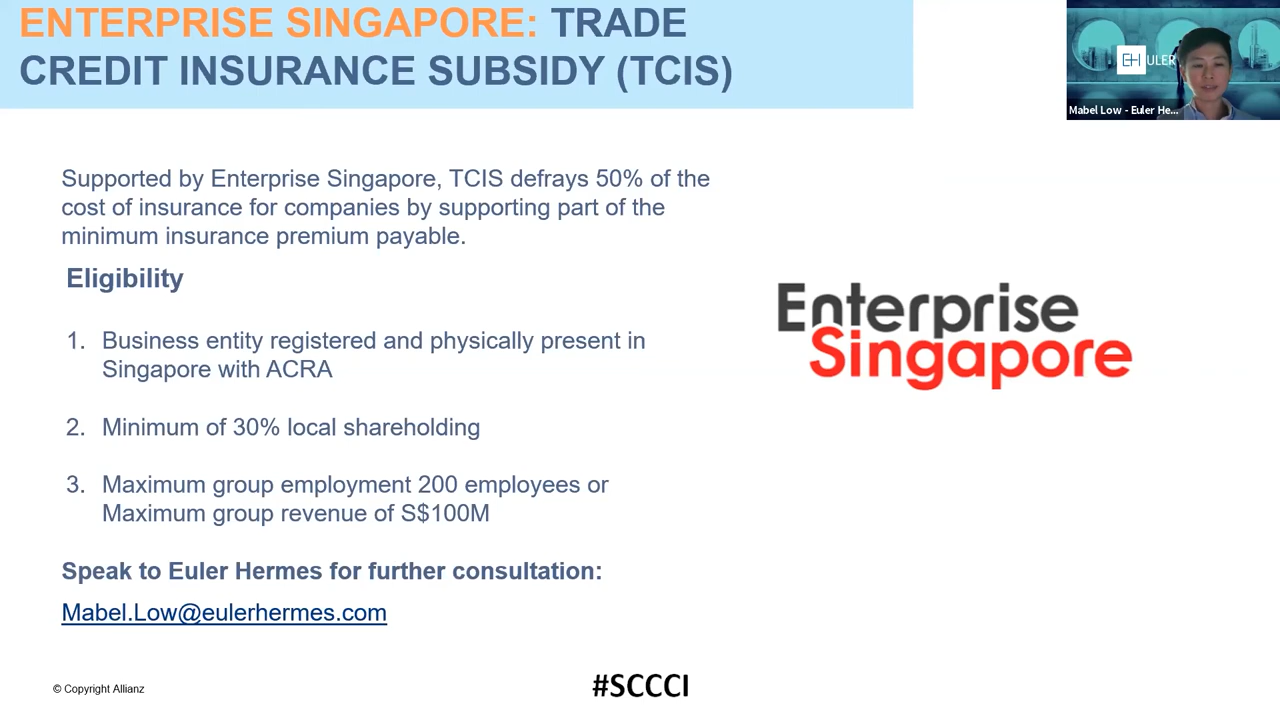 ENTERPRISE SINGAPORE: TRADE
CREDIT INSURANCE SUBSIDY (TCIS)
EH ULER
Mabel Low - Euler He...
Supported by Enterprise Singapore, TCIS defrays 50% of the
cost of insurance for companies by supporting part of the
minimum insurance premium payable.
Eligibility
1. Business entity registered and physically present in
Singapore with ACRA
2. Minimum of 30% local shareholding
3. Maximum group employment 200 employees or
Maximum group revenue of S$100M
Speak to Euler Hermes for further consultation:
Mabel.Low@eulerhermes.com
Enterprise
Singapore
© Copyright Allianz
#SCCCI